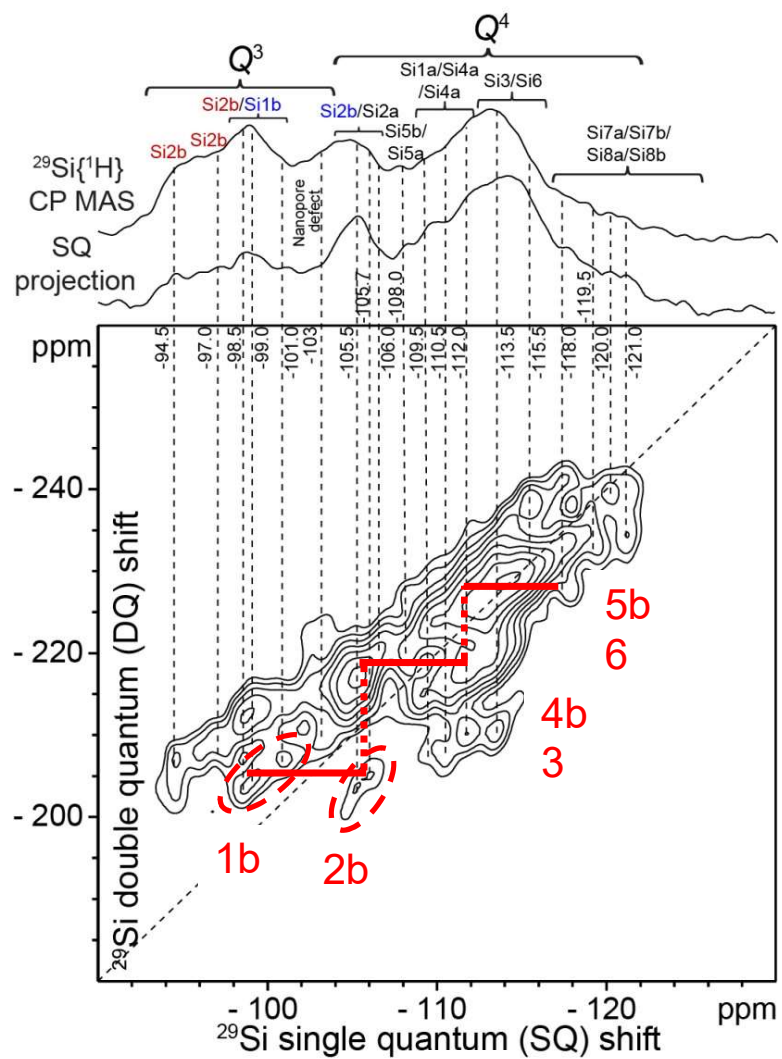 Q4
Q3
Si1a/Si4a
/Si4a
Si3/Si6
Si2b/Si1b
Si2b/Si2a
Si2b
Si2b
Si5b/
Si5a
Si7a/Si7b/
Si8a/Si8b
29Si{1H}
CP MAS
Nanopore
defect
SQ
projection
-94.5
-97.0
-98.5
-99.0
-101.0
-103
-105.5
-105.7
-106.0
-108.0
-109.5
-110.5
-112.0
-113.5
-115.5
-118.0
-119.5
-120.0
-121.0
ppm
- 240
- 220
- 200
29Si double quantum (DQ) shift
5b
6
4b
3
1b
2b
- 100
- 110
- 120
ppm
29Si single quantum (SQ) shift